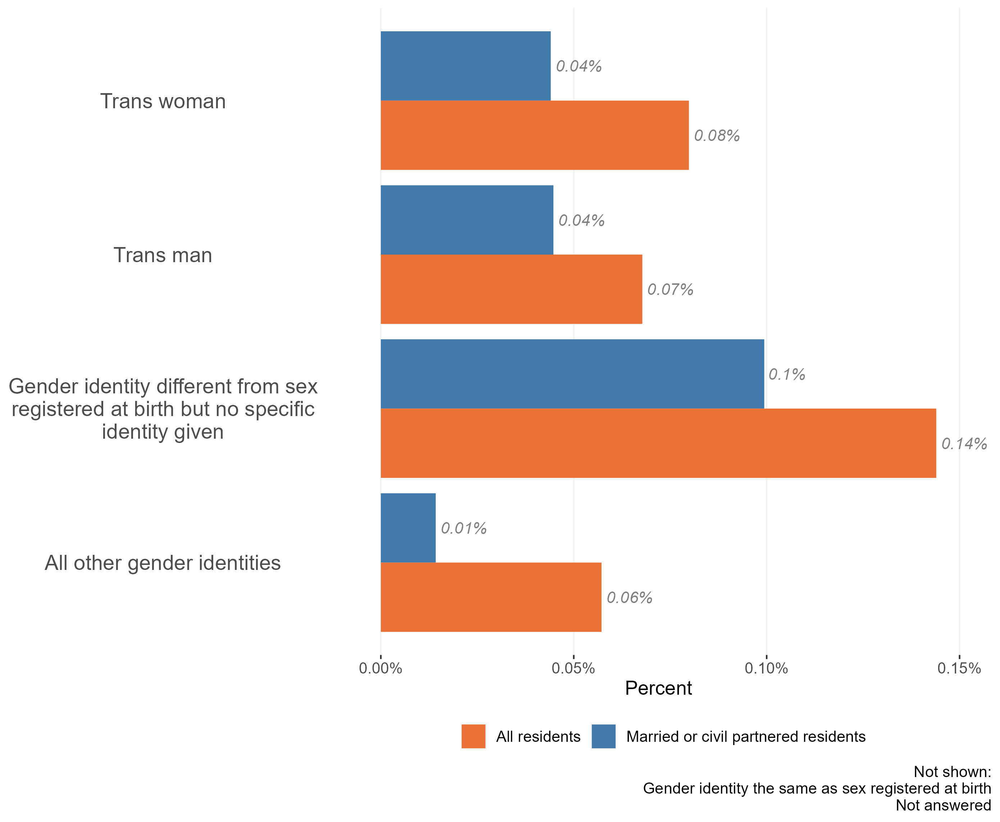 0.04%
Trans woman
0.08%
0.04%
Trans man
0.07%
0.1%
Gender identity different from sex
registered at birth but no specific
identity given
0.14%
0.01%
All other gender identities
0.06%
0.00%
0.05%
0.10%
0.15%
Percent
All residents
Married or civil partnered residents
Not shown:
Gender identity the same as sex registered at birth
Not answered